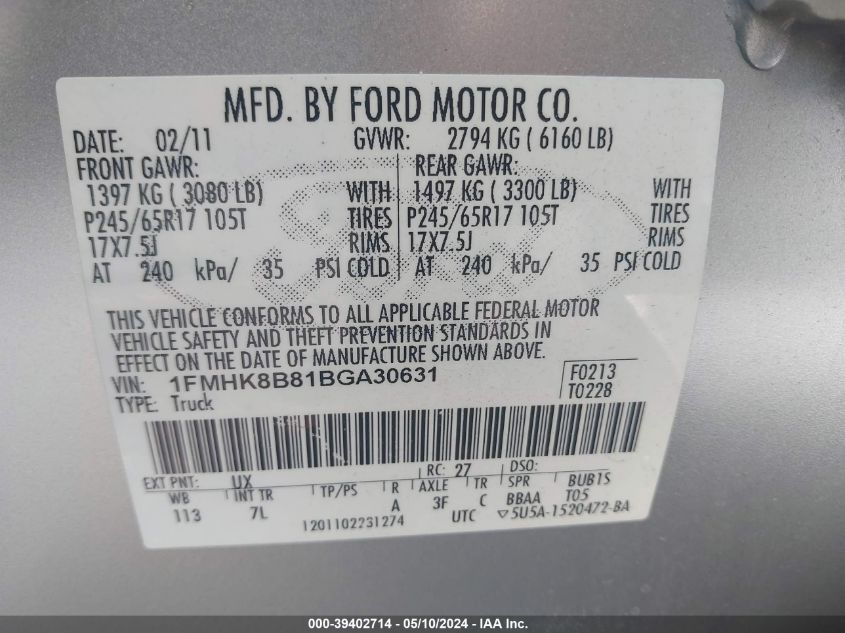 MFD. BY FORD MOTOR CO.
DATE: 02/11 GVWR: 2794 KG ( 6160 LB)
FRONT GAWR: REAR GAWR:
1397 KG ( 3080 LB) WITH 1497 KG ( 3300 LB) WITH
P245/65R17 105T TIRES P245/65R17 105T TIRES
17X7.5J RIMS 17X7.5J RIMS
AT 240 kPa/ 35 PSI COLD AT 240 kPa/ 35 PSI COLD
Ford
THIS VEHICLE CONFORMS TO ALL APPLICABLE FEDERAL MOTOR
VEHICLE SAFETY AND THEFT PREVENTION STANDARDS IN
EFFECT ON THE DATE OF MANUFACTURE SHOWN ABOVE.
VIN: 1FMHK8B81BGA30631 F0213
TYPE: Truck T0228
EXT PNT: UX RC: 27 DSO:
WB INT TR TP/PS R AXLE TR SPR BUB1S
113 7L A 3F C BBAA T05
1201102231274 UTC ▽5U5A-1520472-BA
000-39402714 - 05/10/2024 - IAA Inc.